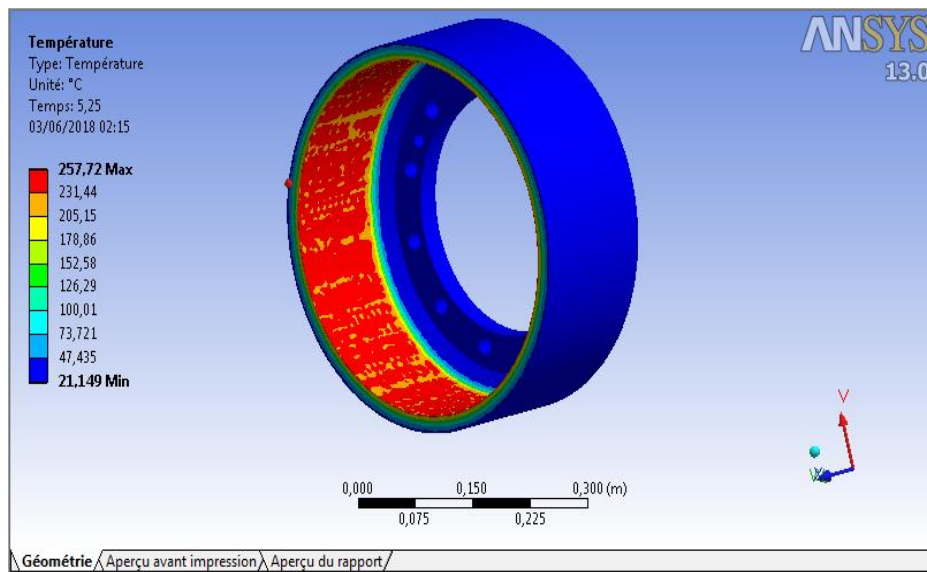 Température
Type: Température
Unité: °C
Temps: 5,25
03/06/2018 02:15
257,72 Max
231,44
205,15
178,86
152,58
126,29
100,01
73,721
47,435
21,149 Min
ANSYS
13.0
0,000
0,150
0,300 (m)
0,075
0,225
Géométrie
Aperçu avant impression
Aperçu du rapport